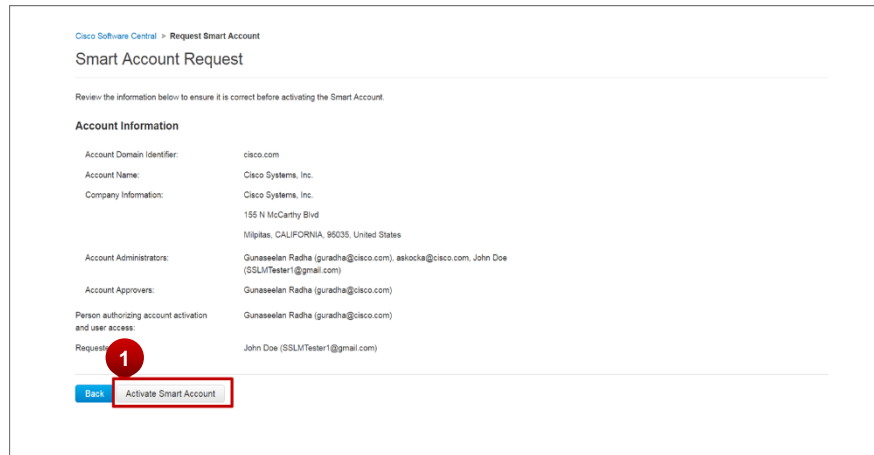 Cisco Software Central > Request Smart Account
Smart Account Request
Review the information below to ensure it is correct before activating the Smart Account.
Account Information
Account Domain Identifier: cisco.com
Account Name: Cisco Systems, Inc.
Company Information: Cisco Systems, Inc.
155 N McCarthy Blvd
Milpitas, CALIFORNIA, 95035, United States
Account Administrators: Gunaseelan Radha (guradha@cisco.com), askocka@cisco.com, John Doe
(SSLMTester1@gmail.com)
Account Approvers: Gunaseelan Radha (guradha@cisco.com)
Person authorizing account activation Gunaseelan Radha (guradha@cisco.com)
and user access:
John Doe (SSLMTester1@gmail.com)
1
Back Activate Smart Account